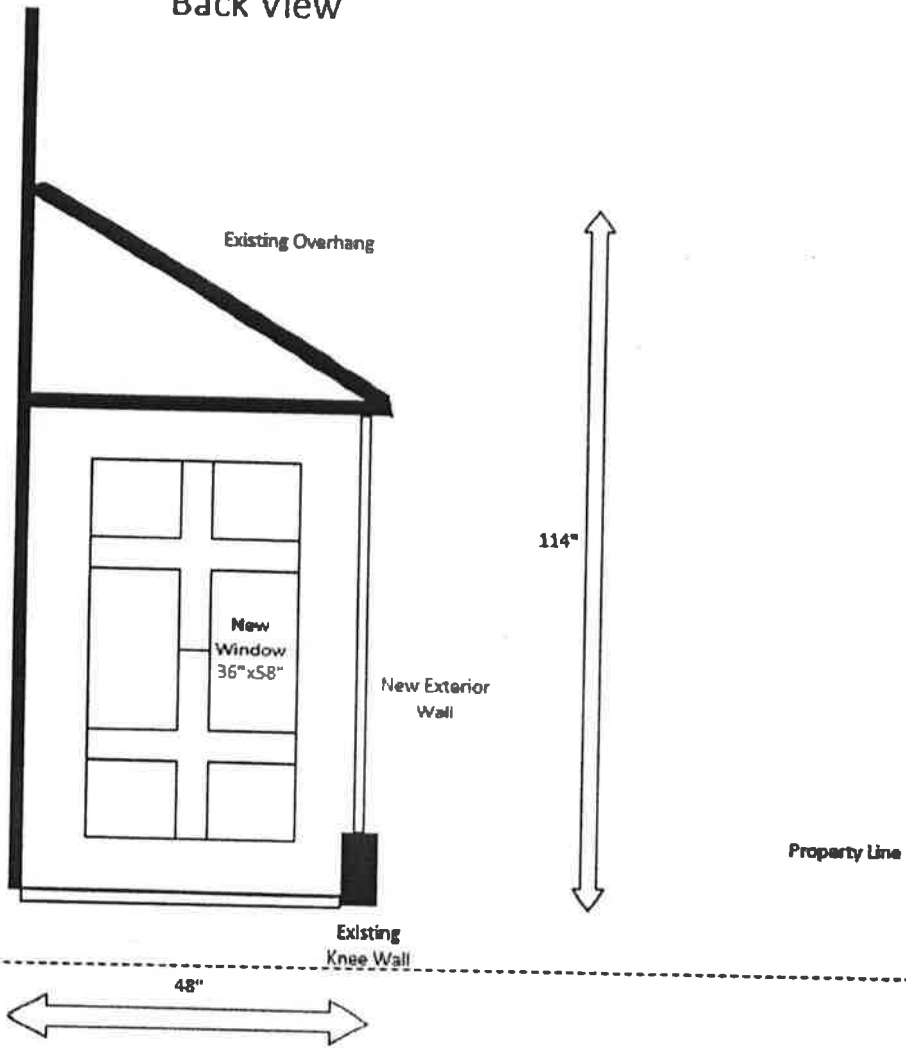 Back View
Existing Overhang
114"
New
Window
36"x58"
New Exterior
Wall
Property Line
Existing
Knee Wall
48"